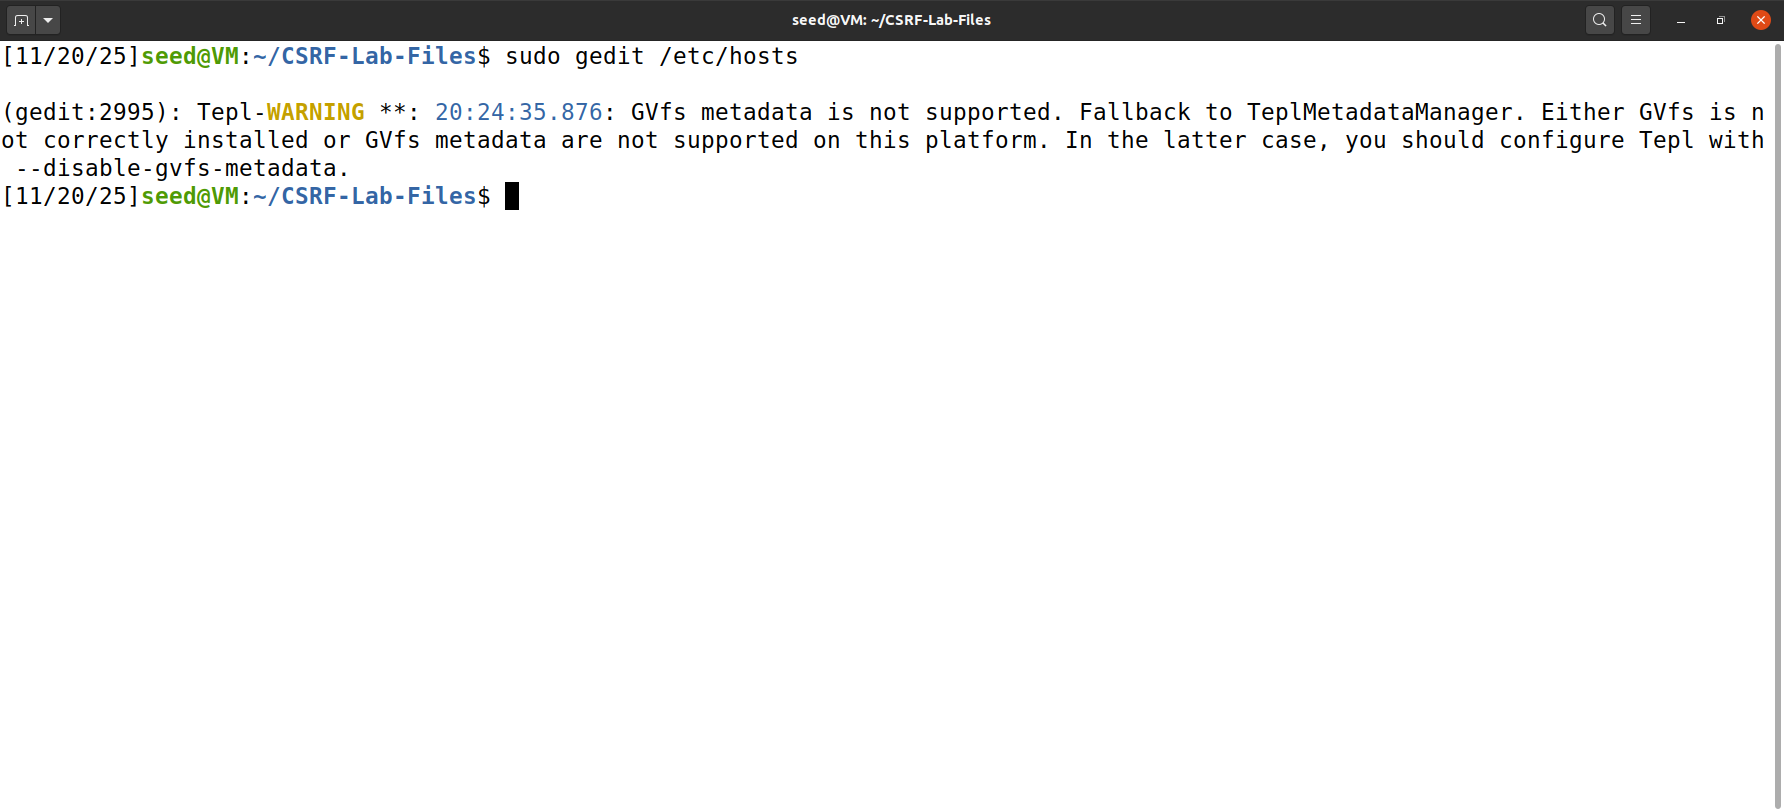 seed@VM: ~/CSRF-Lab-Files
[11/20/25]seed@VM:~/CSRF-Lab-Files$ sudo gedit /etc/hosts
(gedit:2995): Tepl-WARNING **: 20:24:35.876: GVfs metadata is not supported. Fallback to TeplMetadataManager. Either GVfs is n
ot correctly installed or GVfs metadata are not supported on this platform. In the latter case, you should configure Tepl with
 --disable-gvfs-metadata.
[11/20/25]seed@VM:~/CSRF-Lab-Files$